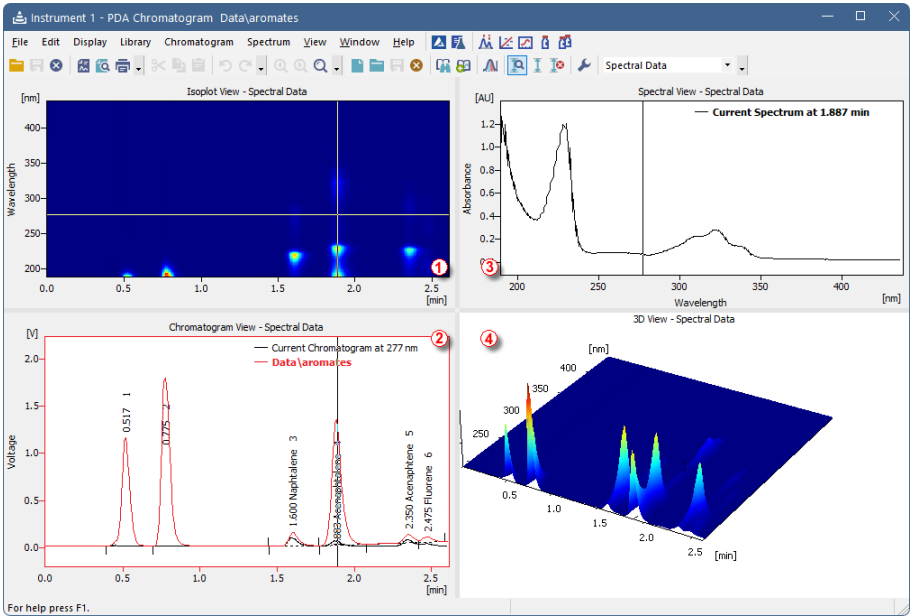 Instrument 1 - PDA Chromatogram Data\aromates
File Edit Display Library Chromatogram Spectrum View Window Help
Spectral Data
Isoplot View - Spectral Data
[nm]
400
350
300
250
200
Wavelength
0.0 0.5 1.0 1.5 2.0 2.5
[min]
1
Spectral View - Spectral Data
[AU]
Current Spectrum at 1.887 min
1.2
1.0
0.8
0.6
0.4
0.2
Absorbance
200 250 300 350 400
Wavelength
[nm]
3
Chromatogram View - Spectral Data
[V]
Current Chromatogram at 277 nm
Data\aromates
2.0
1.5
1.0
0.5
0.0
Voltage
0.517 1
0.775 2
1.600 Naphtalene 3
2.350 Acenaphtene 5
2.475 Fluorene 6
0.0 0.5 1.0 1.5 2.0 2.5
[min]
2
3D View - Spectral Data
4
[nm]
400
350
300
250
0.5
1.0
1.5
2.0
2.5
[min]
For help press F1.